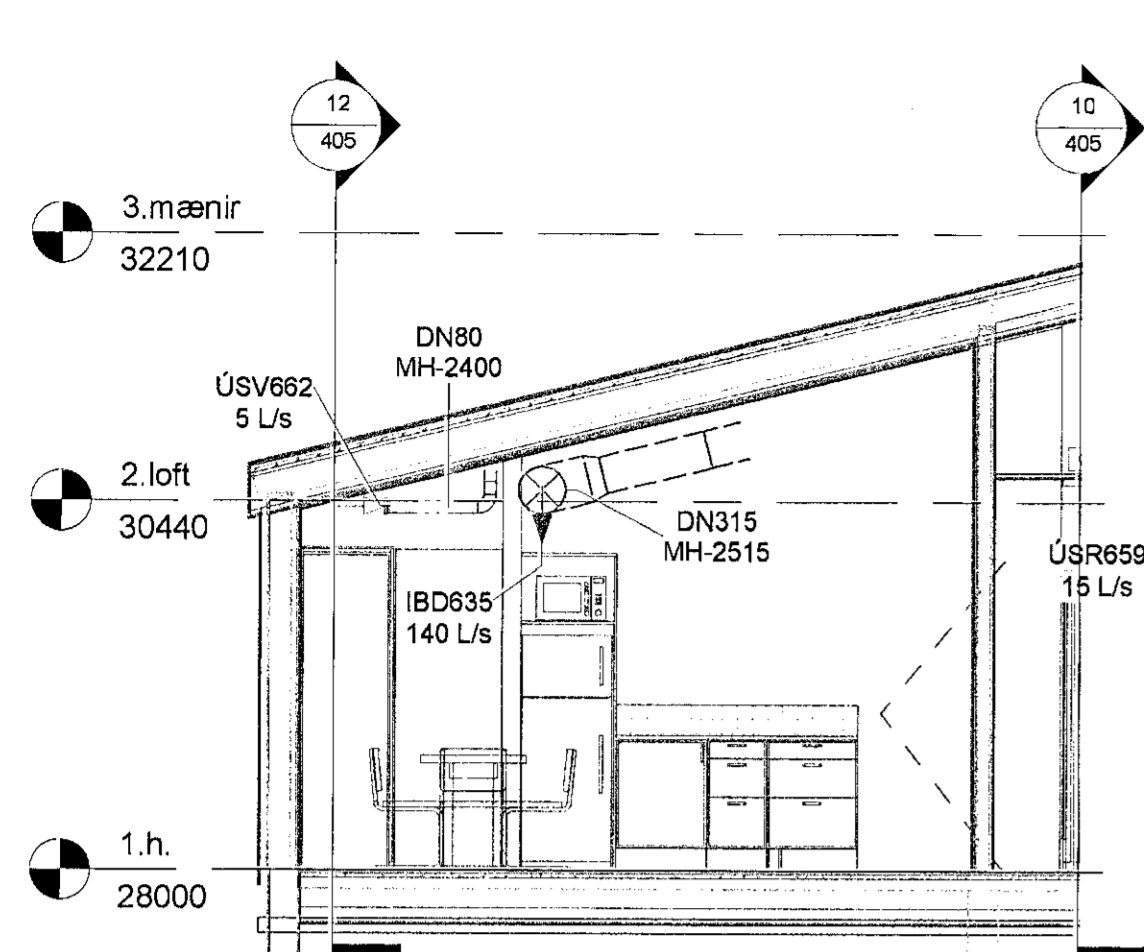 12
405
10
405
3.mænir
32210
DN80
MH-2400
ÚSV662
5 L/s
2.loft
30440
DN315
MH-2515
ÚSR659
15 L/s
IBD635
140 L/s
1.h.
28000